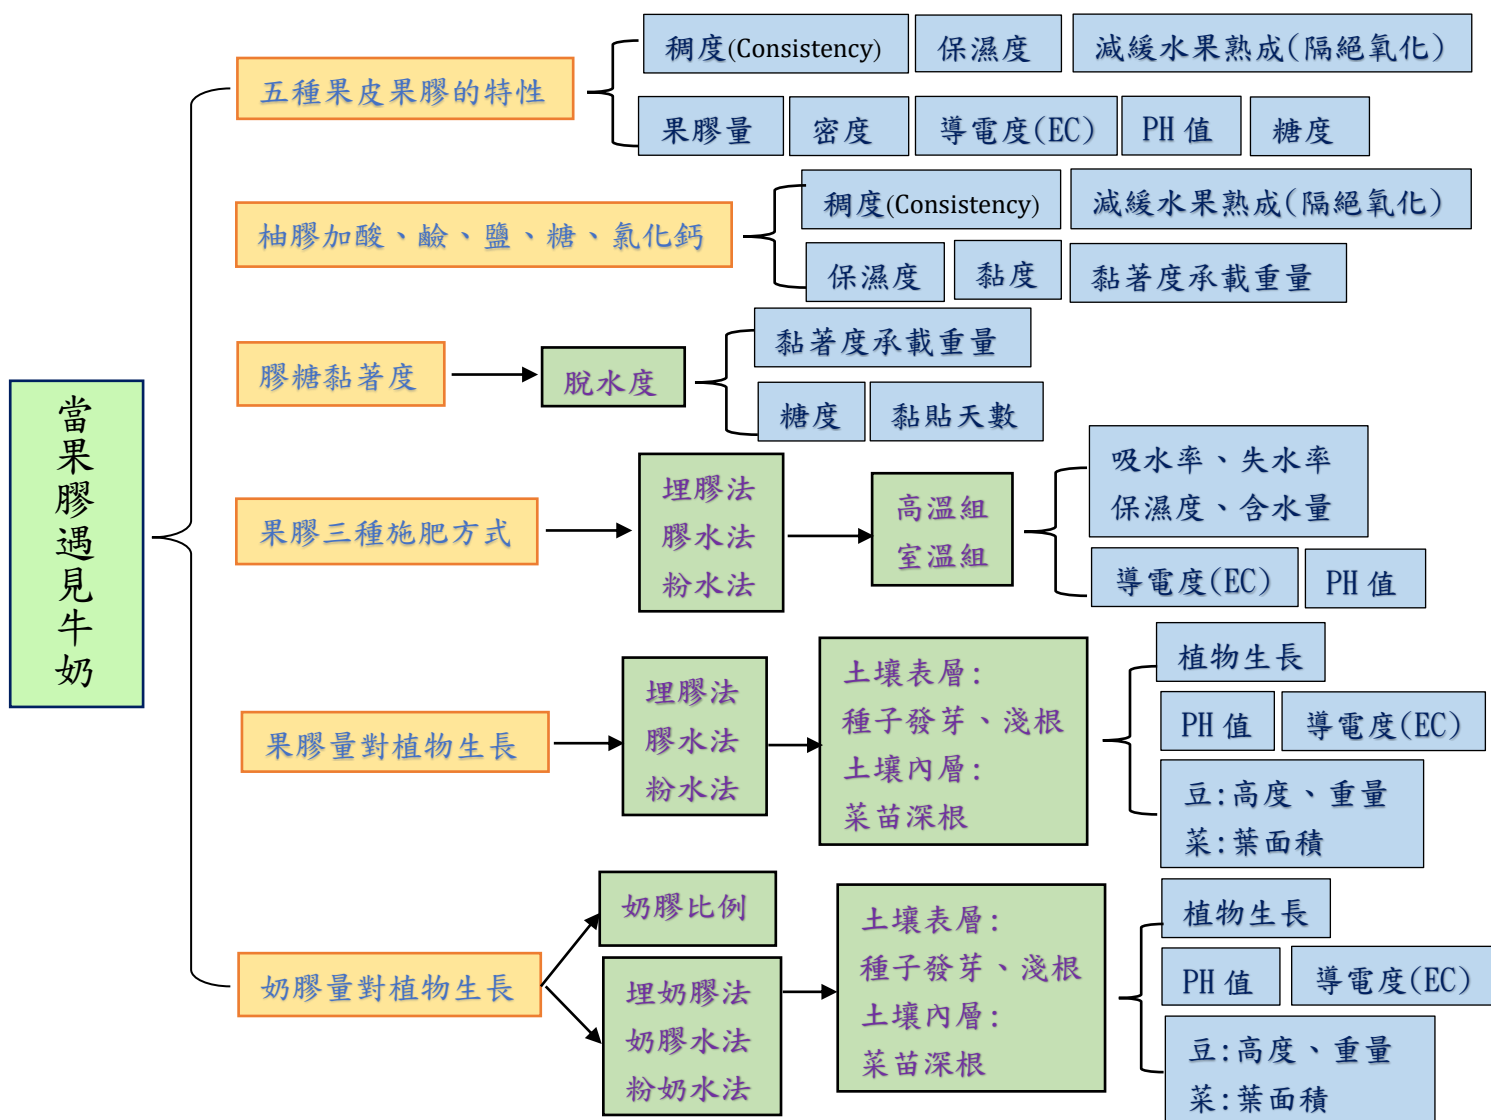 當果膠遇見牛奶
五種果皮果膠的特性
稠度(Consistency)
保濕度
減緩水果熟成(隔絕氧化)
果膠量
密度
導電度(EC)
PH 值
糖度
柚膠加酸、鹼、鹽、糖、氯化鈣
稠度(Consistency)
減緩水果熟成(隔絕氧化)
保濕度
黏度
黏著度承載重量
膠糖黏著度
脫水度
黏著度承載重量
糖度
黏貼天數
果膠三種施肥方式
埋膠法
膠水法
粉水法
高溫組
室溫組
吸水率、失水率
保濕度、含水量
導電度(EC)
PH 值
果膠量對植物生長
埋膠法
膠水法
粉水法
土壤表層:
種子發芽、淺根
土壤內層:
菜苗深根
植物生長
PH 值
導電度(EC)
豆:高度、重量
菜:葉面積
奶膠量對植物生長
奶膠比例
埋奶膠法
奶膠水法
粉奶水法
土壤表層:
種子發芽、淺根
土壤內層:
菜苗深根
植物生長
PH 值
導電度(EC)
豆:高度、重量
菜:葉面積